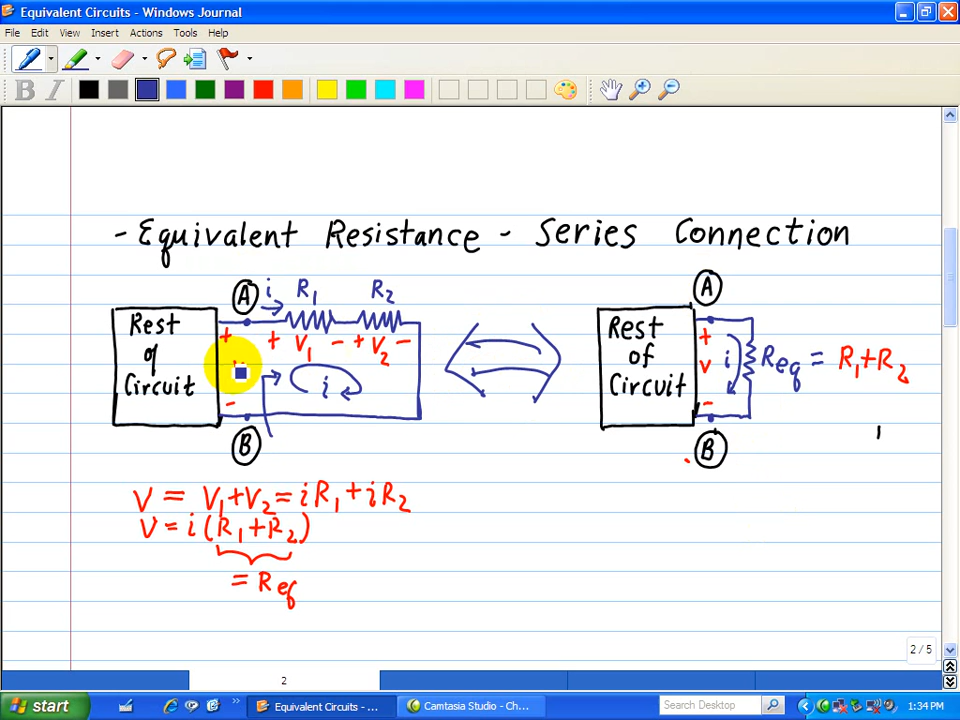 Equivalent Circuits - Windows Journal
File Edit View Insert Actions Tools Help
B I
- Equivalent Resistance - Series Connection
A i R1 R2
Rest of Circuit
+ + V1 - + V2 -
i
-
B
A
Rest of Circuit
+ V -
i Req = R1+R2
B
V = V1+V2 = iR1+iR2
V = i(R1+R2)
= Req
2 / 5
2
start
Equivalent Circuits - ...
Camtasia Studio - Ch...
Search Desktop
1:34 PM